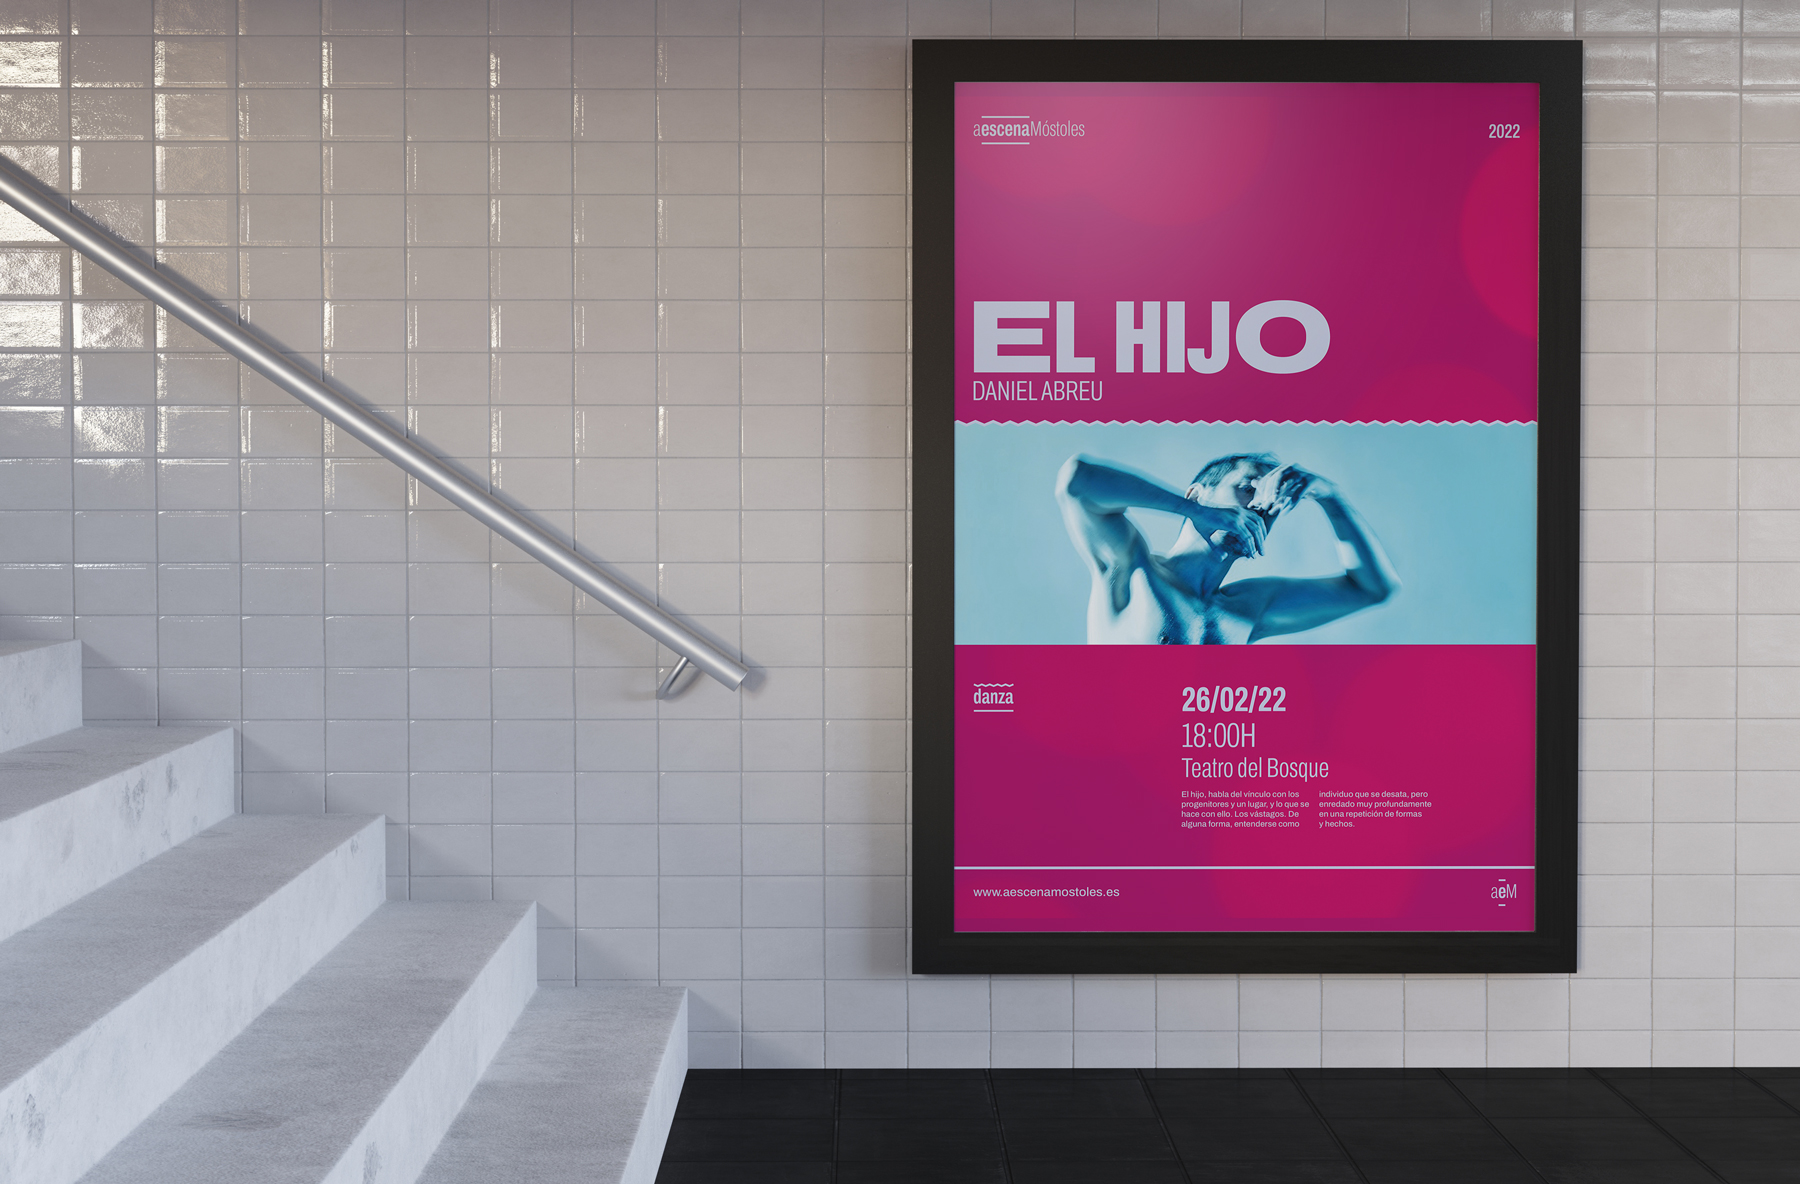 aescenaMóstoles
2022
EL HIJO
DANIEL ABREU
danza
26/02/22
18:00H
Teatro del Bosque
El hijo, habla del vínculo con los
progenitores y un lugar, y lo que se
hace con ello. Los vástagos. De
alguna forma, entenderse como
individuo que se desata, pero
enredado muy profundamente
en una repetición de formas
y hechos.
www.aescenamostoles.es
aeM